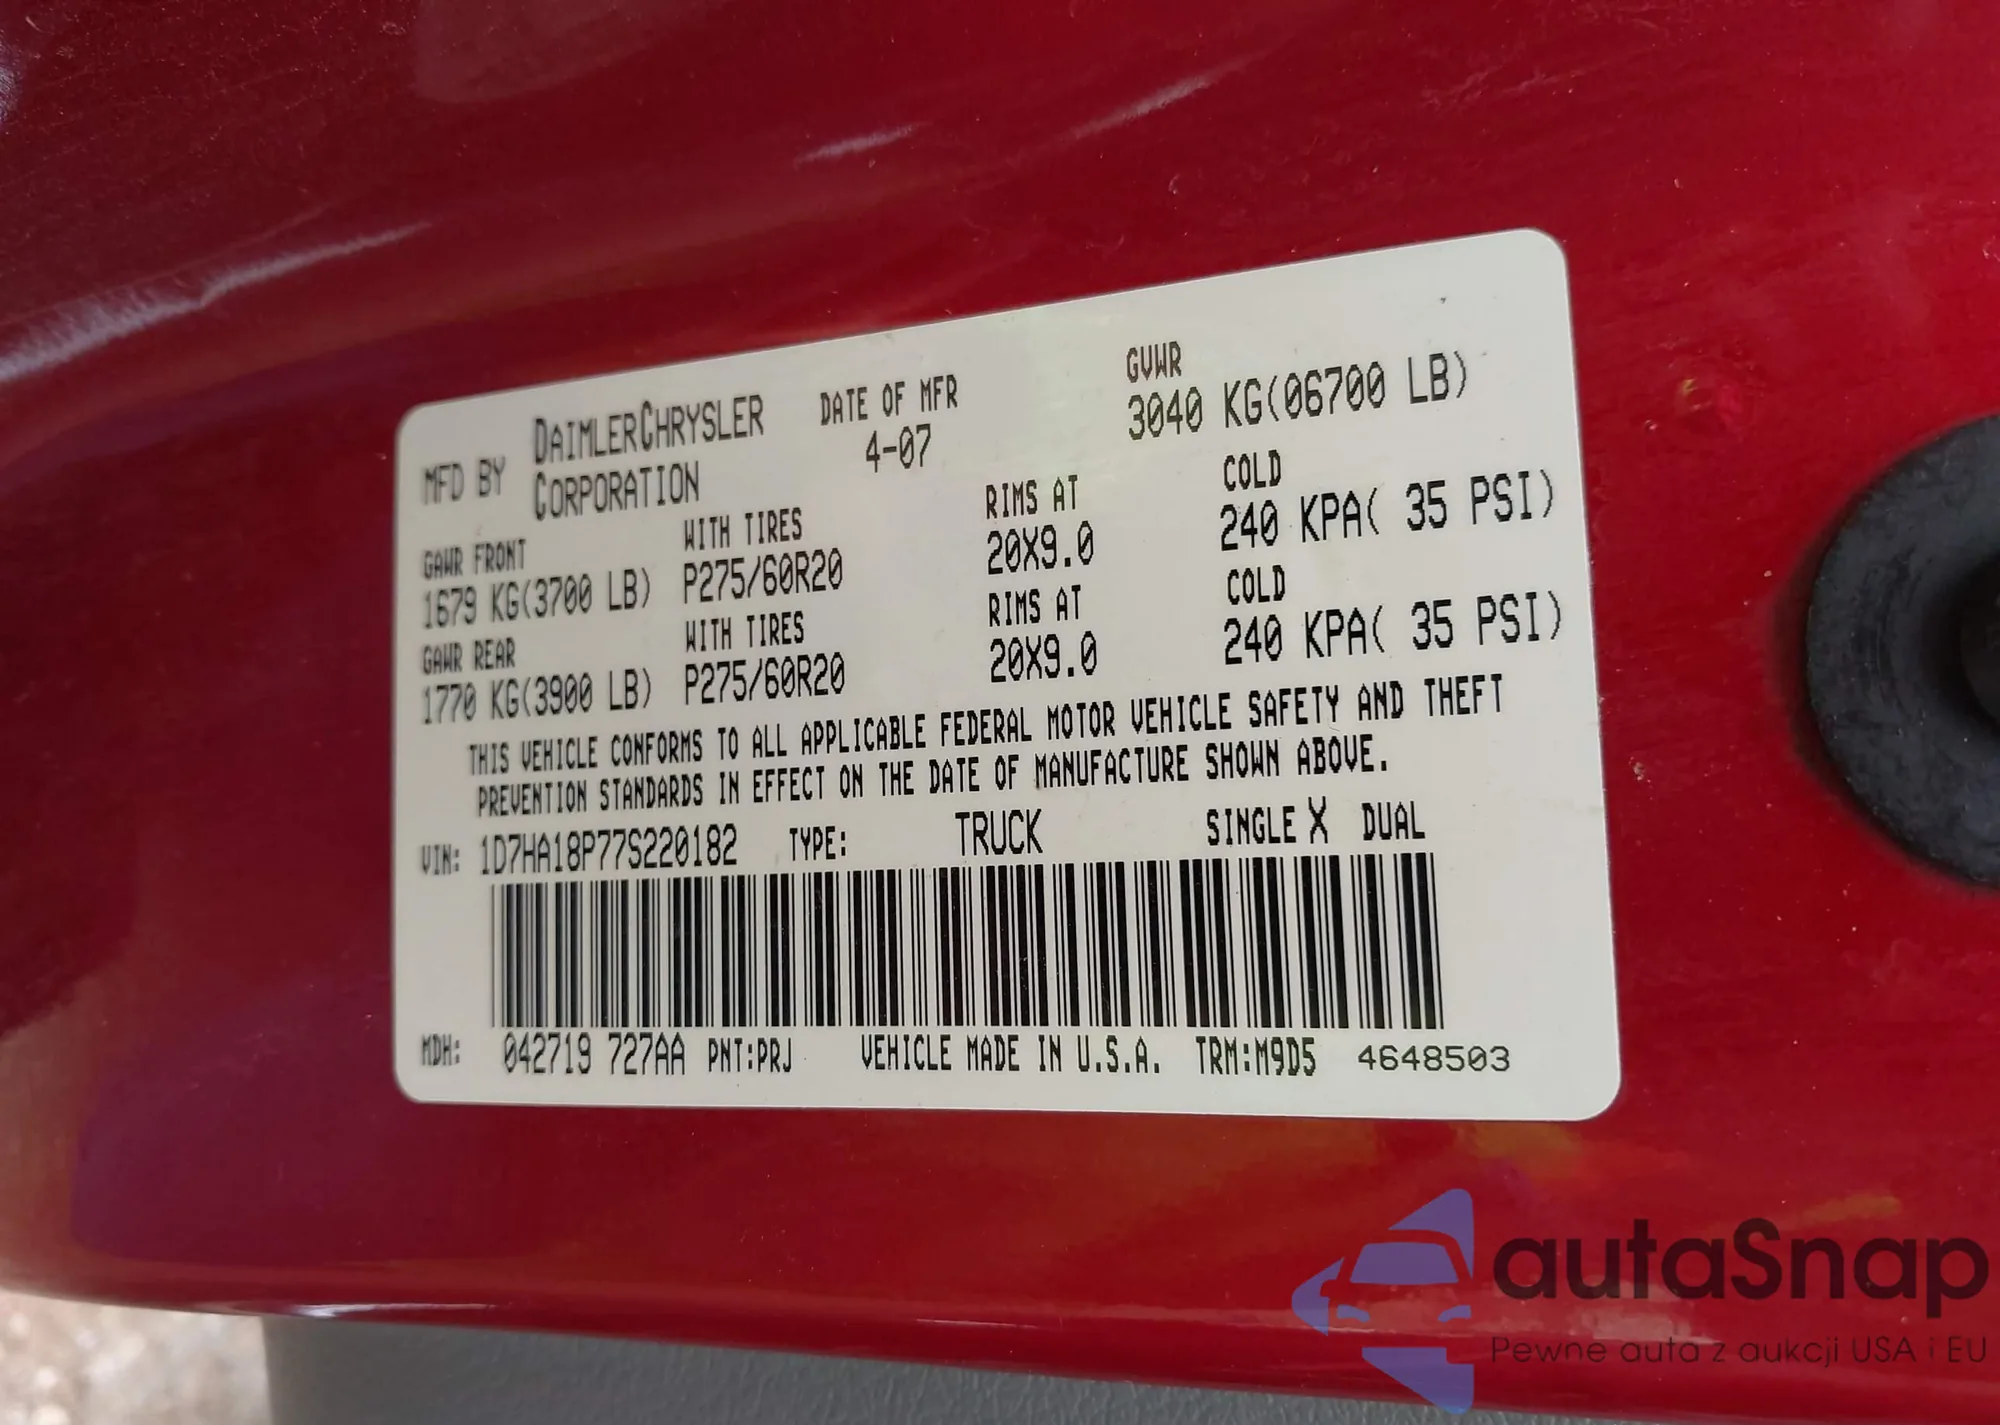 MFD BY DAIMLERCHRYSLER CORPORATION
DATE OF MFR
4-07
GVWR
3040 KG(06700 LB)
GAWR FRONT WITH TIRES RIMS AT COLD
1679 KG(3700 LB) P275/60R20 20X9.0 240 KPA( 35 PSI)
GAWR REAR WITH TIRES RIMS AT COLD
1770 KG(3900 LB) P275/60R20 20X9.0 240 KPA( 35 PSI)
THIS VEHICLE CONFORMS TO ALL APPLICABLE FEDERAL MOTOR VEHICLE SAFETY AND THEFT
PREVENTION STANDARDS IN EFFECT ON THE DATE OF MANUFACTURE SHOWN ABOVE.
VIN: 1D7HA18P77S220182 TYPE: TRUCK SINGLE X DUAL
MDH: 042719 727AA PNT:PRJ VEHICLE MADE IN U.S.A. TRM:M9D5 4648503
autaSnap
Pewne auta z aukcji USA i EU